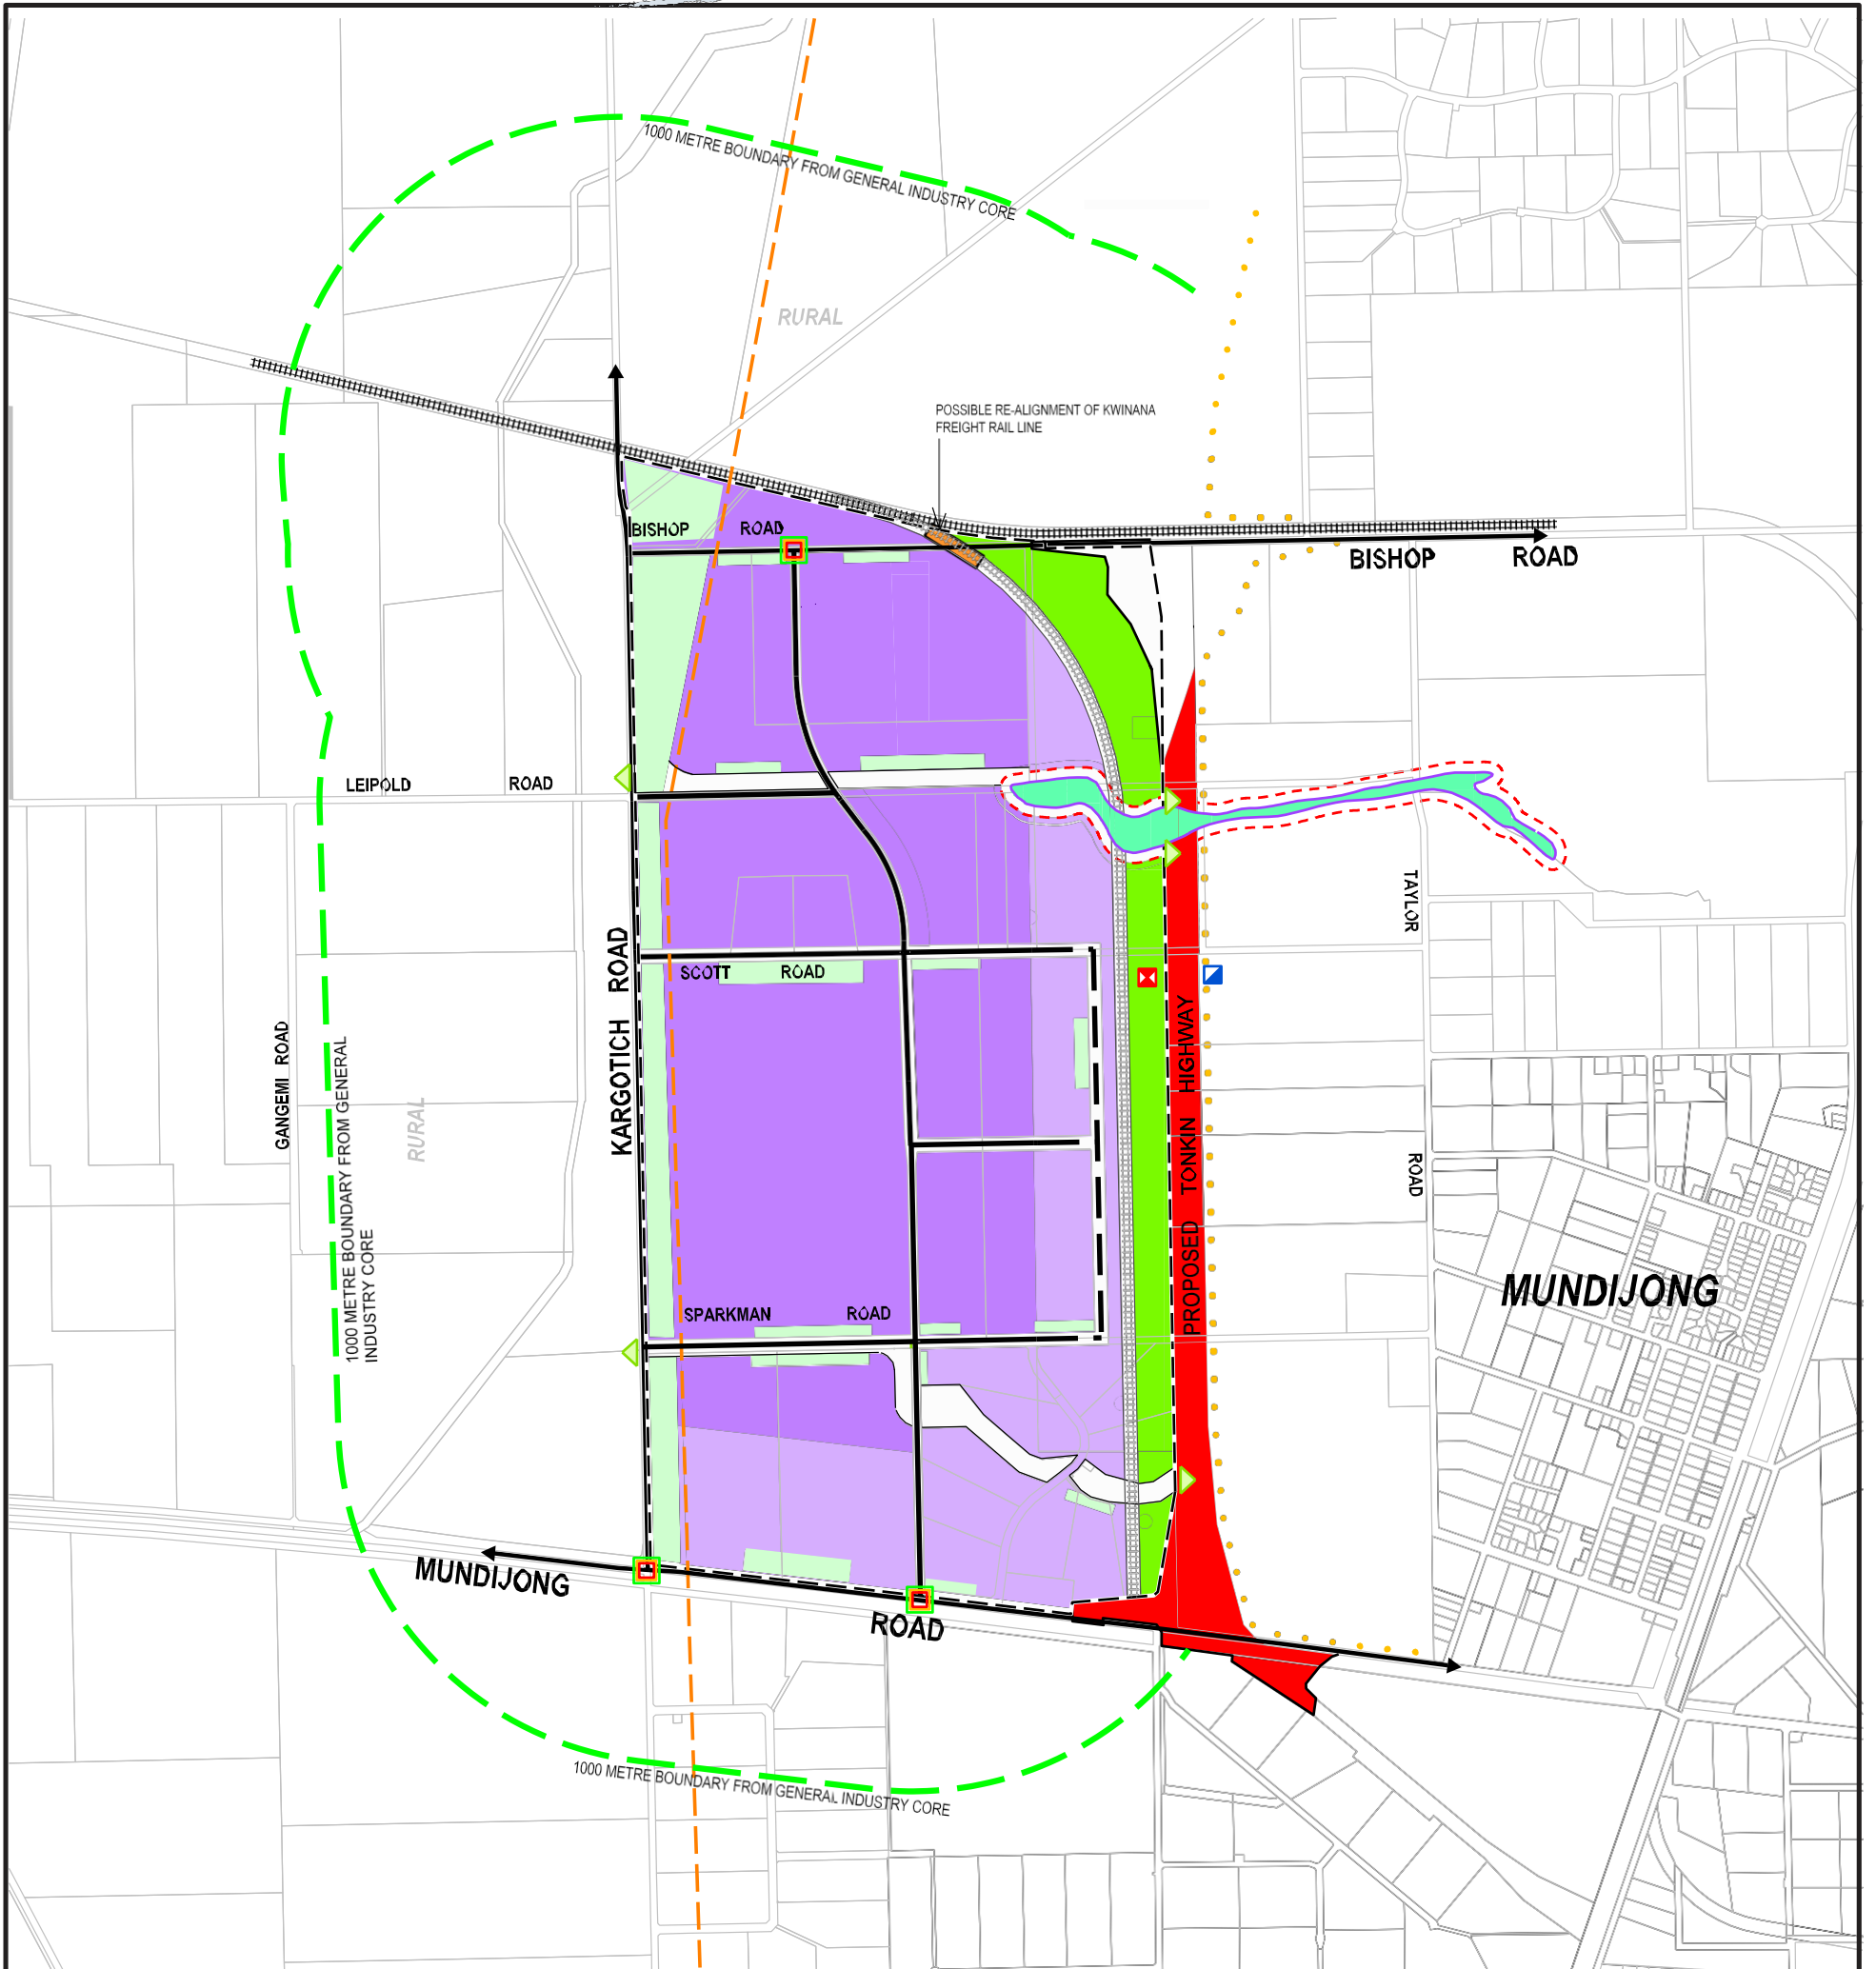 1000 METRE BOUNDARY FROM GENERAL INDUSTRY CORE
RURAL
POSSIBLE RE-ALIGNMENT OF KWINANA
FREIGHT RAIL LINE
BISHOP ROAD
BISHOP ROAD
LEIPOLD ROAD
TAYLOR ROAD
KARGOTICH ROAD
SCOTT ROAD
GANGEMI ROAD
1000 METRE BOUNDARY FROM GENERAL
INDUSTRY CORE
RURAL
PROPOSED TONKIN HIGHWAY
MUNDIJONG
SPARKMAN ROAD
MUNDIJONG ROAD
1000 METRE BOUNDARY FROM GENERAL INDUSTRY CORE